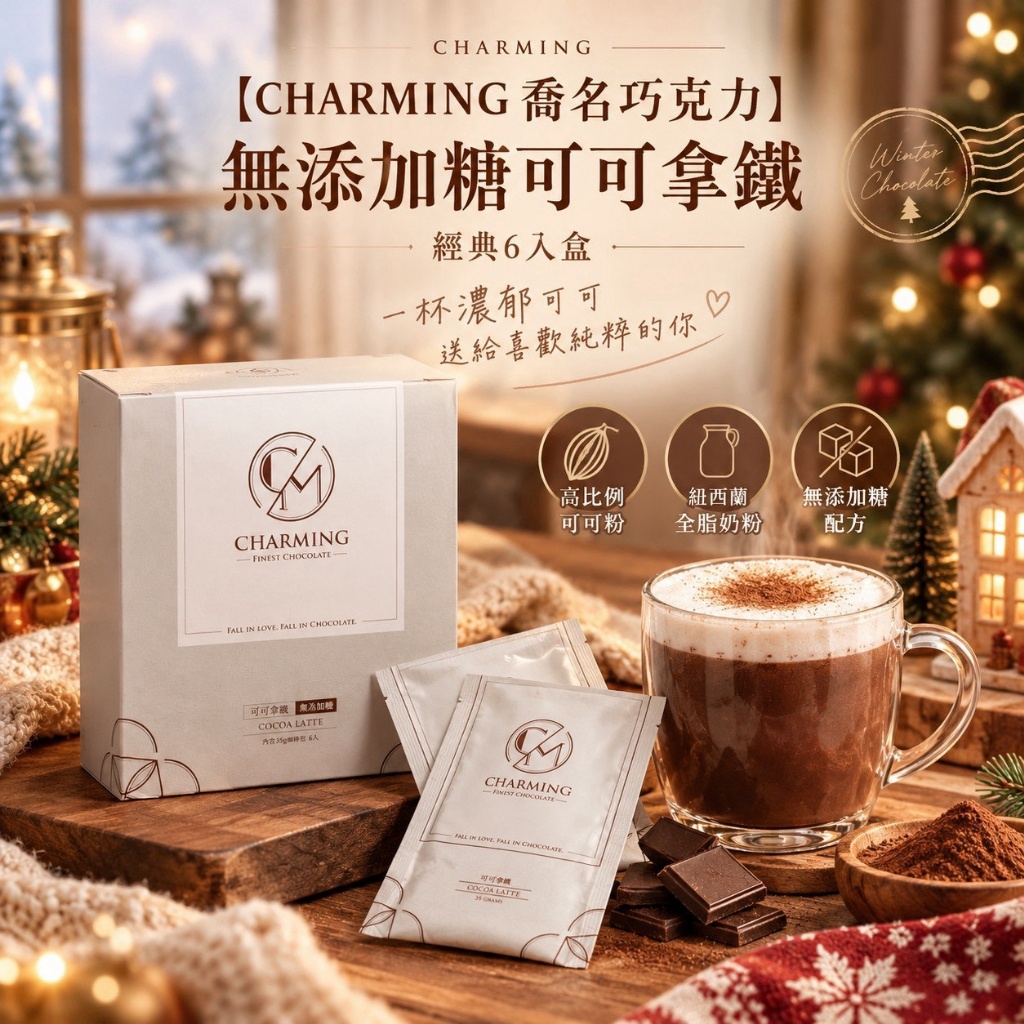 CHARMING
【CHARMING 喬名巧克力】
無添加糖可可拿鐵
經典6入盒
一杯濃郁可可
送給喜歡純粹的你
Winter
Chocolate
高比例
可可粉
紐西蘭
全脂奶粉
無添加糖
配方
CM
CHARMING
FINEST CHOCOLATE
FALL IN LOVE. FALL IN CHOCOLATE.
可可拿鐵 無添加糖
COCOA LATTE
CM
CHARMING
FINEST CHOCOLATE
FALL IN LOVE. FALL IN CHOCOLATE.
可可拿鐵
COCOA LATTE
35 GRAMS